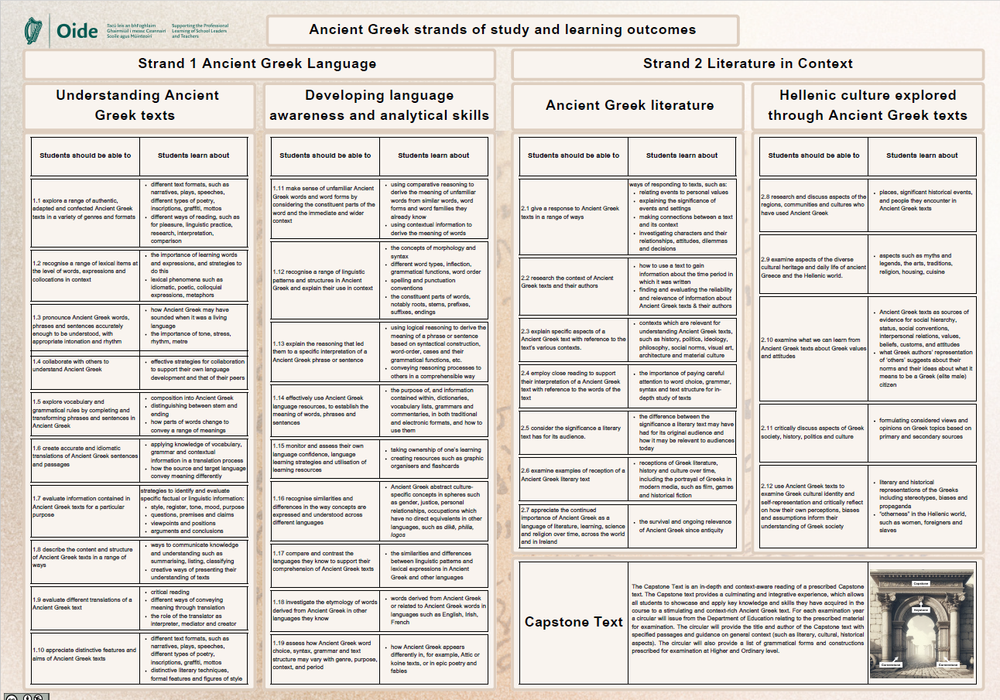 Oide
Tacú leis an bhFoghlaim
Ghairmiúil i measc Ceannairí
Scoile agus Múinteoirí
Supporting the Professional
Learning of School Leaders
and Teachers
Ancient Greek strands of study and learning outcomes
Strand 1 Ancient Greek Language
Understanding Ancient
Greek texts
Students should be able to
Students learn about
1.1 explore a range of authentic,
adapted and confected Ancient Greek
texts in a variety of genres and formats
• different text formats, such as
narratives, plays, speeches,
different types of poetry,
inscriptions, graffiti, mottos
• different ways of reading, such as
for pleasure, linguistic practice,
research, interpretation,
comparison
1.2 recognise a range of lexical items at
the level of words, expressions and
collocations in context
• the importance of learning words
and expressions, and strategies to
do this
• lexical phenomena such as
idiomatic, poetic, colloquial
expressions, metaphors
1.3 pronounce Ancient Greek words,
phrases and sentences accurately
enough to be understood, with
appropriate intonation and rhythm
• how Ancient Greek may have
sounded when it was a living
language
• the importance of tone, stress,
rhythm, metre
1.4 collaborate with others to
understand Ancient Greek
• effective strategies for collaboration
to support their own language
development and that of their peers
1.5 explore vocabulary and
grammatical rules by completing and
transforming phrases and sentences in
Ancient Greek
• composition into Ancient Greek
• distinguishing between stem and
ending
• how parts of words change to
convey a range of meanings
1.6 create accurate and idiomatic
translations of Ancient Greek sentences
and passages
• applying knowledge of vocabulary,
grammar and contextual
information in a translation process
• how the source and target language
convey meaning differently
1.7 evaluate information contained in
Ancient Greek texts for a particular
purpose
strategies to identify and evaluate
specific factual or linguistic information:
• style, register, tone, mood, purpose
• questions, premises and claims
• viewpoints and positions
• arguments and conclusions
1.8 describe the content and structure
of Ancient Greek texts in a range of
ways
• ways to communicate knowledge
and understanding such as
summarising, listing, classifying
• creative ways of presenting their
understanding of texts
1.9 evaluate different translations of a
Ancient Greek text
• critical reading
• different ways of conveying
meaning through translation
• the role of the translator as
interpreter, mediator and creator
1.10 appreciate distinctive features and
aims of Ancient Greek texts
• different text formats, such as
narratives, plays, speeches,
different types of poetry,
inscriptions, graffiti, mottos
• distinctive literary techniques,
formal features and figures of style
Developing language
awareness and analytical skills
Students should be able to
Students learn about
1.11 make sense of unfamiliar Ancient
Greek words and word forms by
considering the constituent parts of the
word and the immediate and wider
context
• using comparative reasoning to
derive the meaning of unfamiliar
words from similar words, word
forms and word families they
already know
• using contextual information to
derive the meaning of words
1.12 recognise a range of linguistic
patterns and structures in Ancient
Greek and explain their use in context
• the concepts of morphology and
syntax
• different word types, inflection,
grammatical functions, word order
• spelling and punctuation
conventions
• the constituent parts of words,
notably roots, stems, prefixes,
suffixes, endings
1.13 explain the reasoning that led
them to a specific interpretation of a
Ancient Greek phrase or sentence
• using logical reasoning to derive the
meaning of a phrase or sentence
based on syntactical construction,
word-order, cases and their
grammatical functions, etc.
• conveying reasoning processes to
others in a comprehensible way
1.14 effectively use Ancient Greek
language resources, to establish the
meaning of words, phrases and
sentences
• the purpose of, and information
contained within, dictionaries,
vocabulary lists, grammars and
commentaries, in both traditional
and electronic formats, and how to
use them
1.15 monitor and assess their own
language confidence, language
learning strategies and utilisation of
learning resources
• taking ownership of one's learning
• creating resources such as graphic
organisers and flashcards
1.16 recognise similarities and
differences in the way concepts are
expressed and understood across
different languages
• Ancient Greek abstract culture-
specific concepts in spheres such
as gender, justice, personal
relationships, occupations which
have no direct equivalents in other
languages, such as dikē, philia,
logos
1.17 compare and contrast the
languages they know to support their
comprehension of Ancient Greek texts
• the similarities and differences
between linguistic patterns and
lexical expressions in Ancient
Greek and other languages
1.18 investigate the etymology of words
derived from Ancient Greek in other
languages they know
• words derived from Ancient Greek
or related to Ancient Greek words in
languages such as English, Irish,
French
1.19 assess how Ancient Greek word
choice, syntax, grammar and text
structure may vary with genre, purpose,
context, and period
• how Ancient Greek appears
differently in, for example, Attic or
koine texts, or in epic poetry and
fables
Strand 2 Literature in Context
Ancient Greek literature
Students should be able to
Students learn about
2.1 give a response to Ancient Greek
texts in a range of ways
ways of responding to texts, such as:
• relating events to personal values
• explaining the significance of
events and settings
• making connections between a text
and its context
• investigating characters and their
relationships, attitudes, dilemmas
and decisions
2.2 research the context of Ancient
Greek texts and their authors
• how to use a text to gain
information about the time period in
which it was written
• finding and evaluating the reliability
and relevance of information about
Ancient Greek texts & their authors
2.3 explain specific aspects of a
Ancient Greek text with reference to the
text's various contexts.
• contexts which are relevant for
understanding Ancient Greek texts,
such as history, politics, ideology,
philosophy, social norms, visual art,
architecture and material culture
2.4 employ close reading to support
their interpretation of a Ancient Greek
text with reference to the words of the
text
• the importance of paying careful
attention to word choice, grammar,
syntax and text structure for in-
depth study of texts
2.5 consider the significance a literary
text has for its audience.
• the difference between the
significance a literary text may have
had for its original audience and
how it may be relevant to audiences
today
2.6 examine examples of reception of a
Ancient Greek literary text
• receptions of Greek literature,
history and culture over time,
including the portrayal of Greeks in
modern media, such as film, games
and historical fiction
2.7 appreciate the continued
importance of Ancient Greek as a
language of literature, learning, science
and religion over time, across the world
and in Ireland
• the survival and ongoing relevance
of Ancient Greek since antiquity
Hellenic culture explored
through Ancient Greek texts
Students should be able to
Students learn about
2.8 research and discuss aspects of the
regions, communities and cultures who
have used Ancient Greek
• places, significant historical events,
and people they encounter in
Ancient Greek texts
2.9 examine aspects of the diverse
cultural heritage and daily life of ancient
Greece and the Hellenic world.
• aspects such as myths and
legends, the arts, traditions,
religion, housing, cuisine
2.10 examine what we can learn from
Ancient Greek texts about Greek values
and attitudes
• Ancient Greek texts as sources of
evidence for social hierarchy,
status, social conventions,
interpersonal relations, values,
beliefs, customs, and attitudes
• what Greek authors' representation
of 'others' suggests about their
norms and their ideas about what it
means to be a Greek (elite male)
citizen
2.11 critically discuss aspects of Greek
society, history, politics and culture
• formulating considered views and
opinions on Greek topics based on
primary and secondary sources
2.12 use Ancient Greek texts to
examine Greek cultural identity and
self-representation and critically reflect
on how their own perceptions, biases
and assumptions inform their
understanding of Greek society
• literary and historical
representations of the Greeks
including stereotypes, biases and
propaganda
• "otherness" in the Hellenic world,
such as women, foreigners and
slaves
Capstone Text
The Capstone Text is an in-depth and context-aware reading of a prescribed Capstone
text. The Capstone text provides a culminating and integrative experience, which allows
all students to showcase and apply key knowledge and skills they have acquired in the
course to a stimulating and context-rich Ancient Greek text. For each examination year
a circular will issue from the Department of Education relating to the prescribed material
for examination. The circular will provide the title and author of the Capstone text with
specified passages and guidance on general context (such as literary, cultural, historical
aspects). The circular will also provide a list of grammatical forms and constructions
prescribed for examination at Higher and Ordinary level.
Capstone
Keystone
Cornerstone
Cornerstone